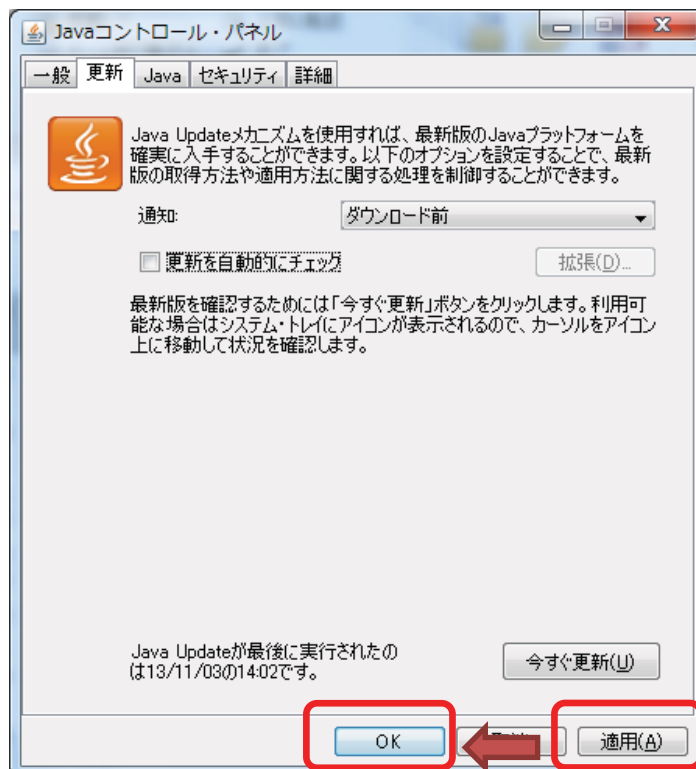 Javaコントロール・パネル
一般 更新 Java セキュリティ 詳細
Java Updateメカニズムを使用すれば、最新版のJavaプラットフォームを
確実に入手することができます。以下のオプションを設定することで、最新
版の取得方法や適用方法に関する処理を制御することができます。
通知: ダウンロード前
更新を自動的にチェック 拡張(D)...
最新版を確認するためには「今すぐ更新」ボタンをクリックします。利用可
能な場合はシステム・トレイにアイコンが表示されるので、カーソルをアイコン
上に移動して状況を確認します。
Java Updateが最後に実行されたの
は13/11/03の14:02です。
今すぐ更新(U)
OK 適用(A)